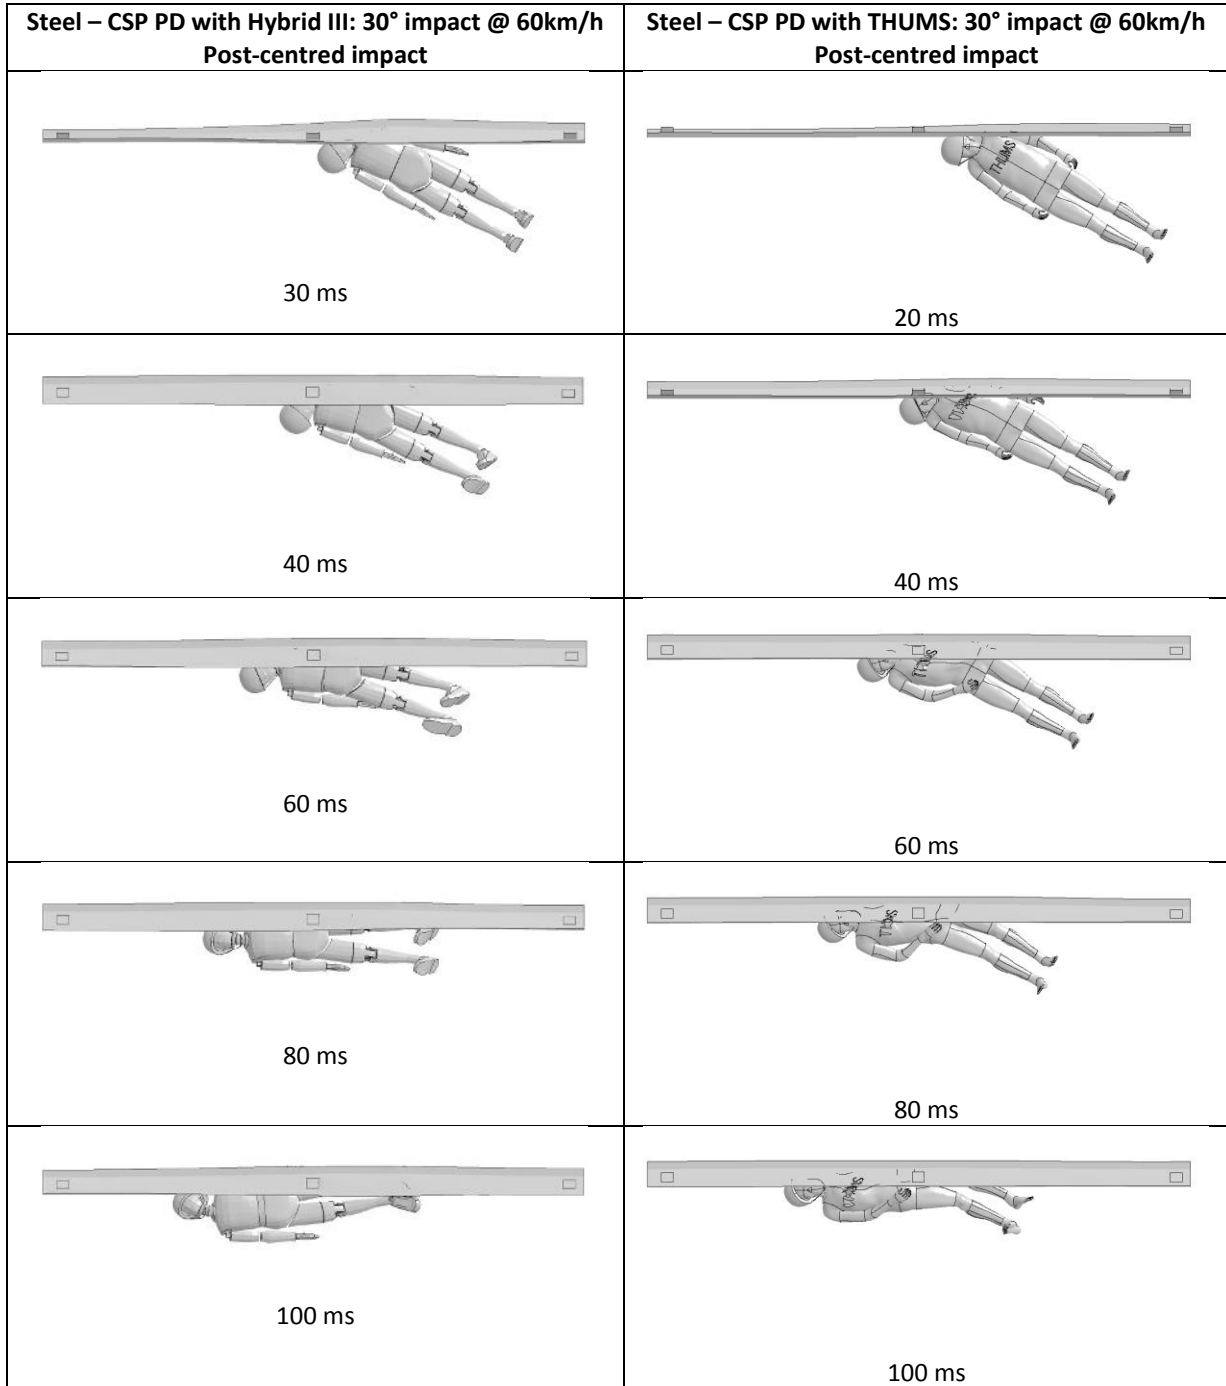 Steel – CSP PD with Hybrid III: 30° impact @ 60km/h
Post-centred impact
Steel – CSP PD with THUMS: 30° impact @ 60km/h
Post-centred impact
30 ms
THUMS
20 ms
40 ms
40 ms
60 ms
60 ms
80 ms
80 ms
100 ms
100 ms